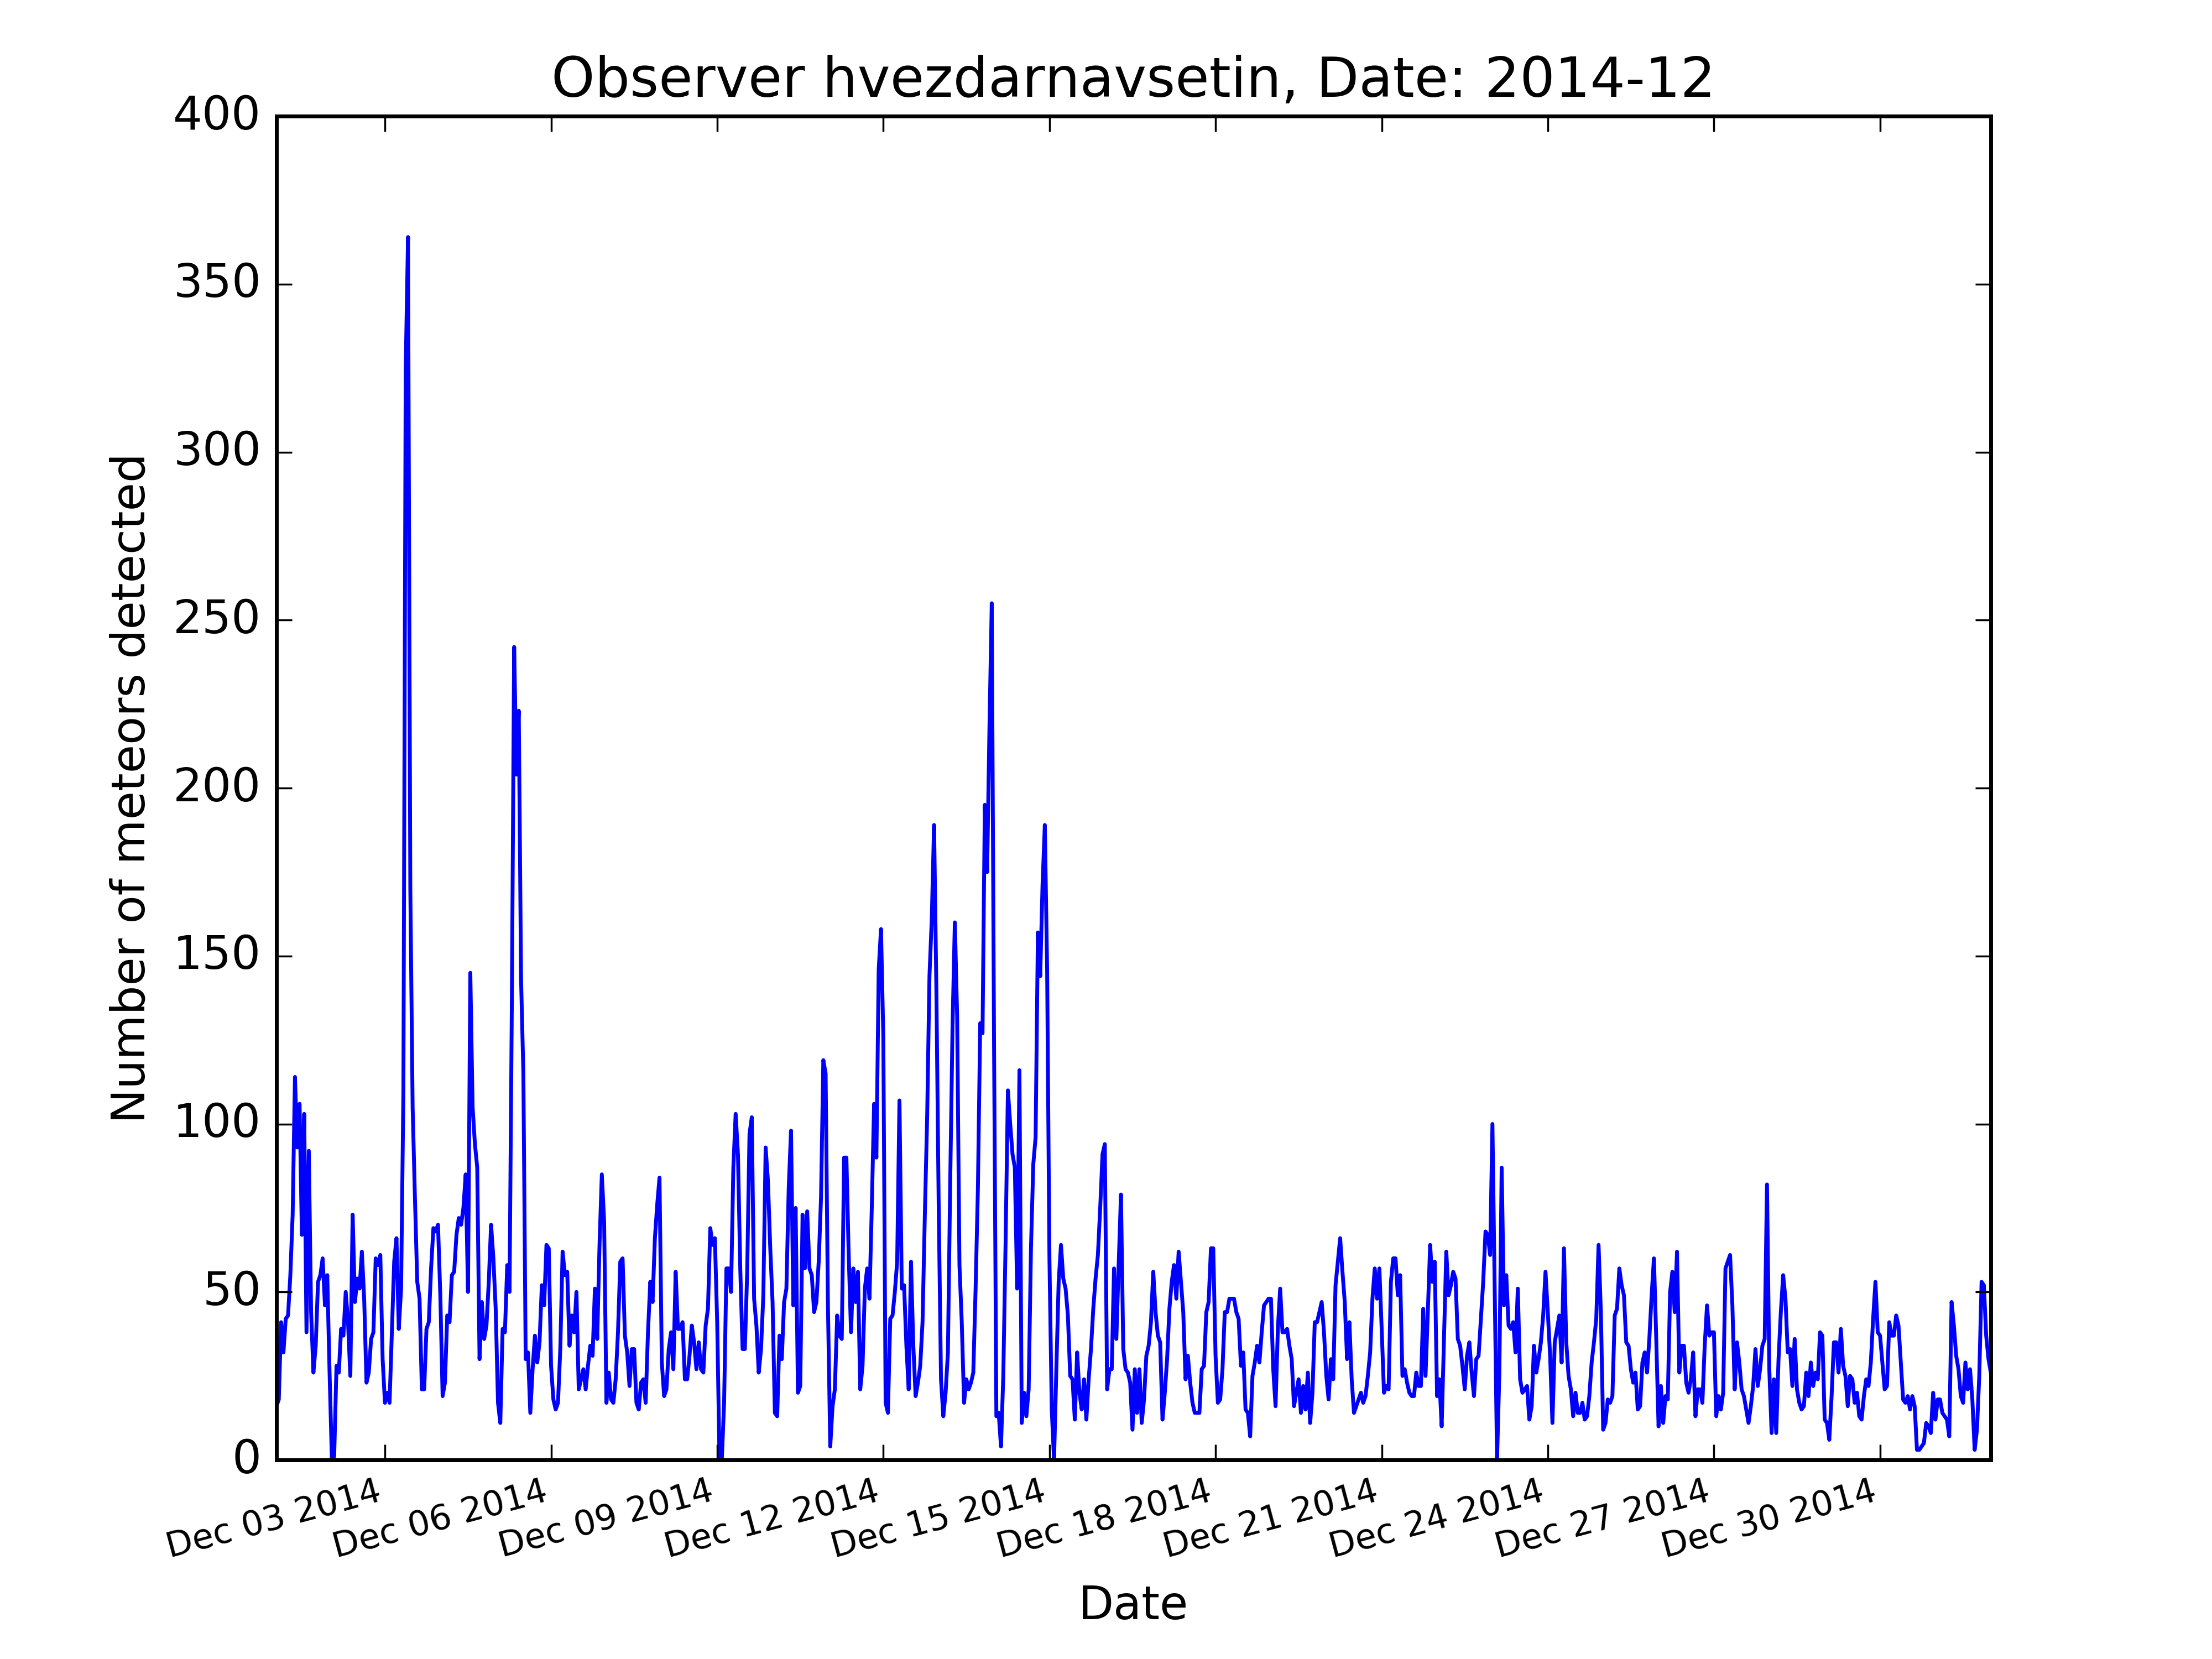 Observer hvezdarnavsetin, Date: 2014-12
400
350
300
250
200
150
100
50
0
Number of meteors detected
Dec 03 2014
Dec 06 2014
Dec 09 2014
Dec 12 2014
Dec 15 2014
Dec 18 2014
Dec 21 2014
Dec 24 2014
Dec 27 2014
Dec 30 2014
Date